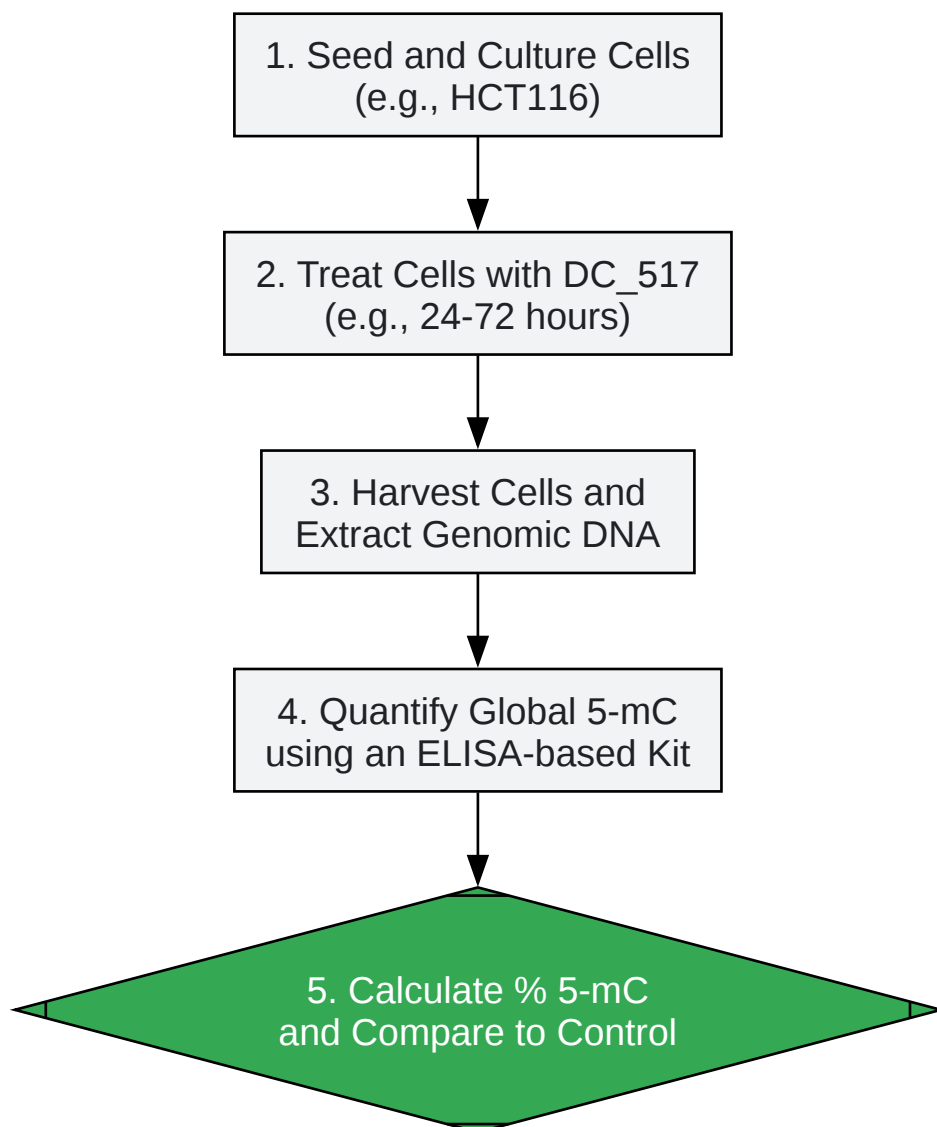 1. Seed and Culture Cells
(e.g., HCT116)
2. Treat Cells with DC_517
(e.g., 24-72 hours)
3. Harvest Cells and
Extract Genomic DNA
4. Quantify Global 5-mC
using an ELISA-based Kit
5. Calculate % 5-mC
and Compare to Control